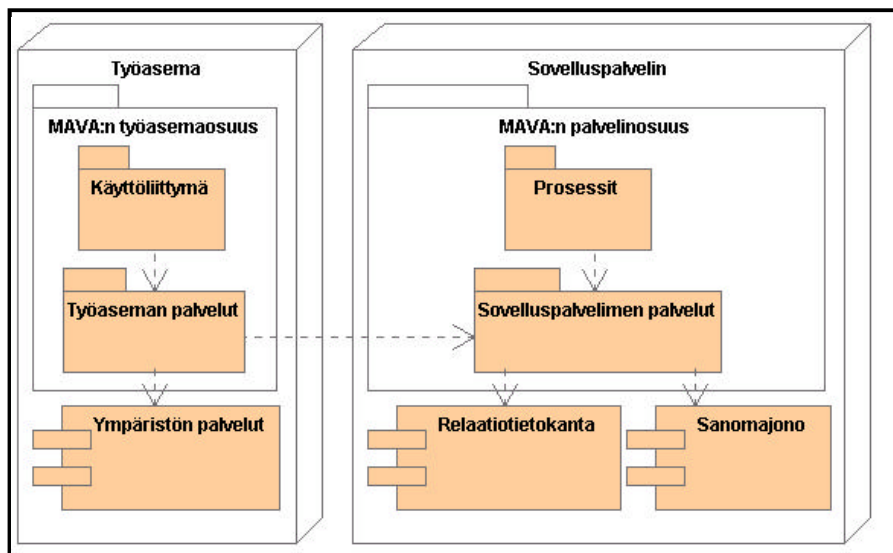 Työasema
MAVA:n työasemaosuus
Käyttöliittymä
Työaseman palvelut
Ympäristön palvelut
Sovelluspalvelin
MAVA:n palvelinosuus
Prosessit
Sovelluspalvelimen palvelut
Relaatiotietokanta
Sanomajono